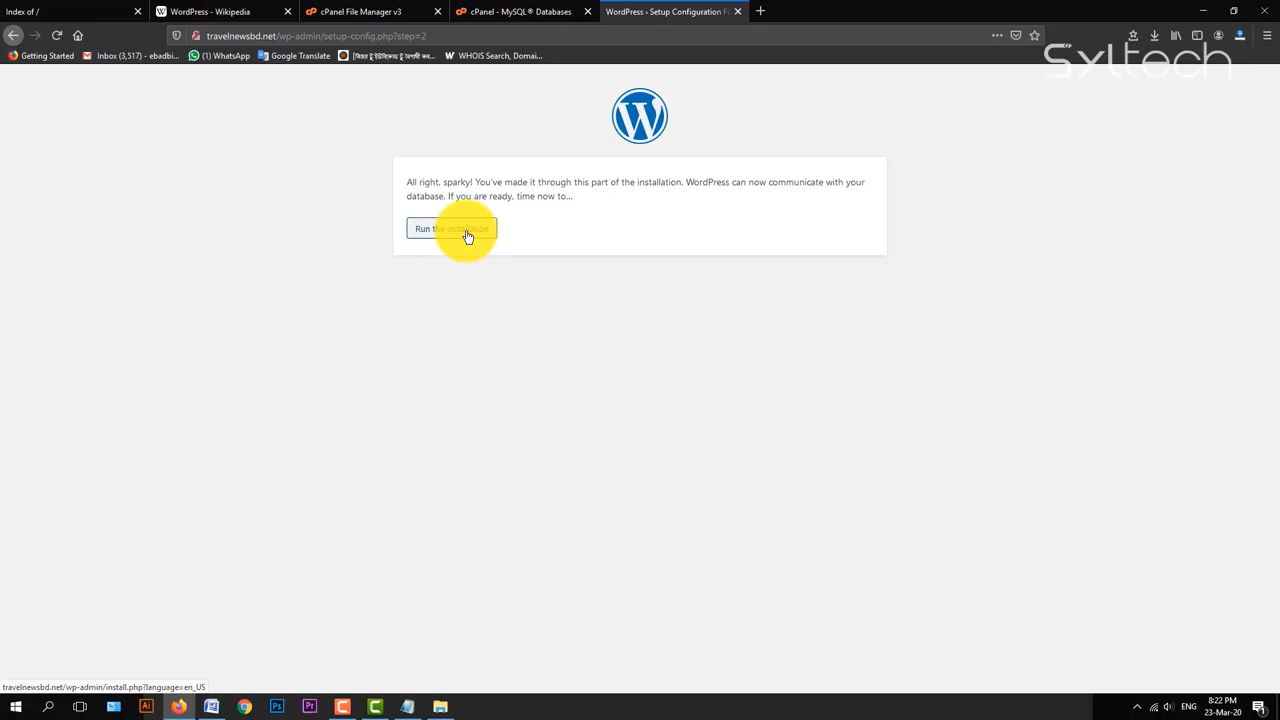 Index of /
WordPress - Wikipedia
cPanel File Manager v3
cPanel - MySQL® Databases
WordPress › Setup Configuration F
travelnewsbd.net/wp-admin/setup-config.php?step=2
Getting Started
Inbox (3,517) - ebadbi...
WhatsApp
Google Translate
WHOIS Search, Domai...
Syltech
All right, sparky! You've made it through this part of the installation. WordPress can now communicate with your
database. If you are ready, time now to...
Run the installation
travelnewsbd.net/wp-admin/install.php?language=en_US
ENG
8:22 PM
23-Mar-20